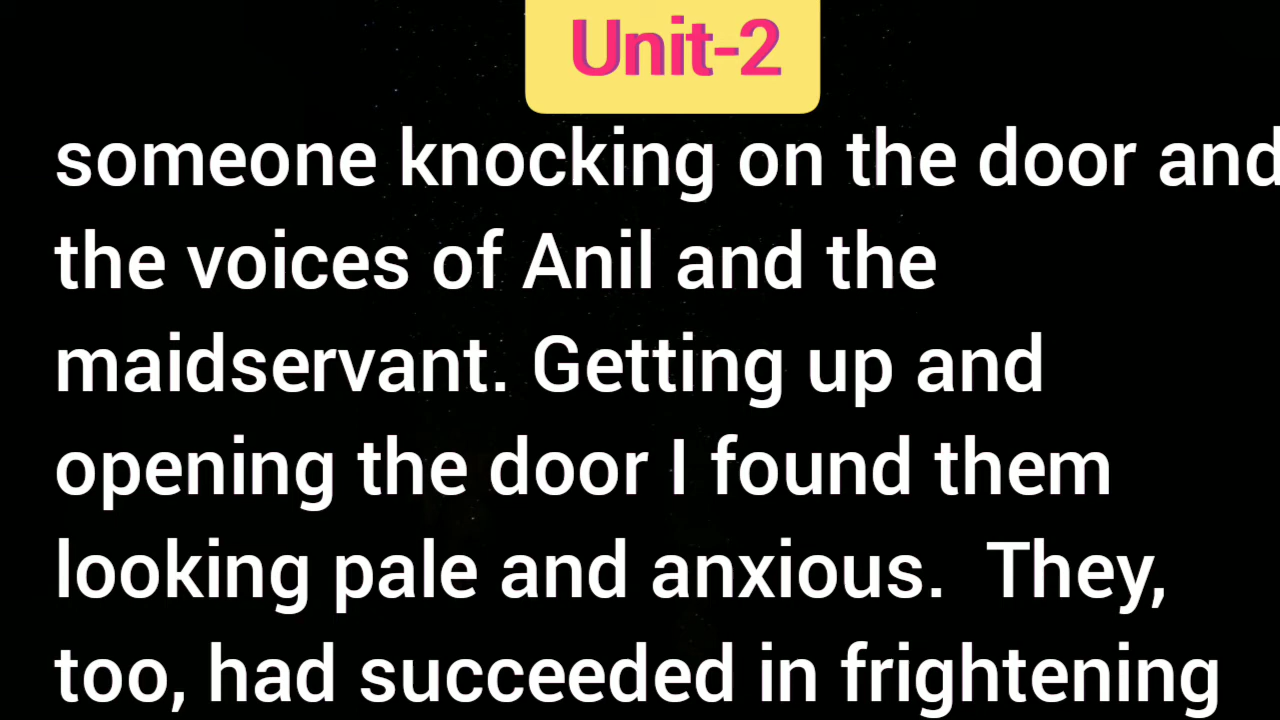 Unit-2
someone knocking on the door and
the voices of Anil and the
maidservant. Getting up and
opening the door I found them
looking pale and anxious.  They,
too, had succeeded in frightening